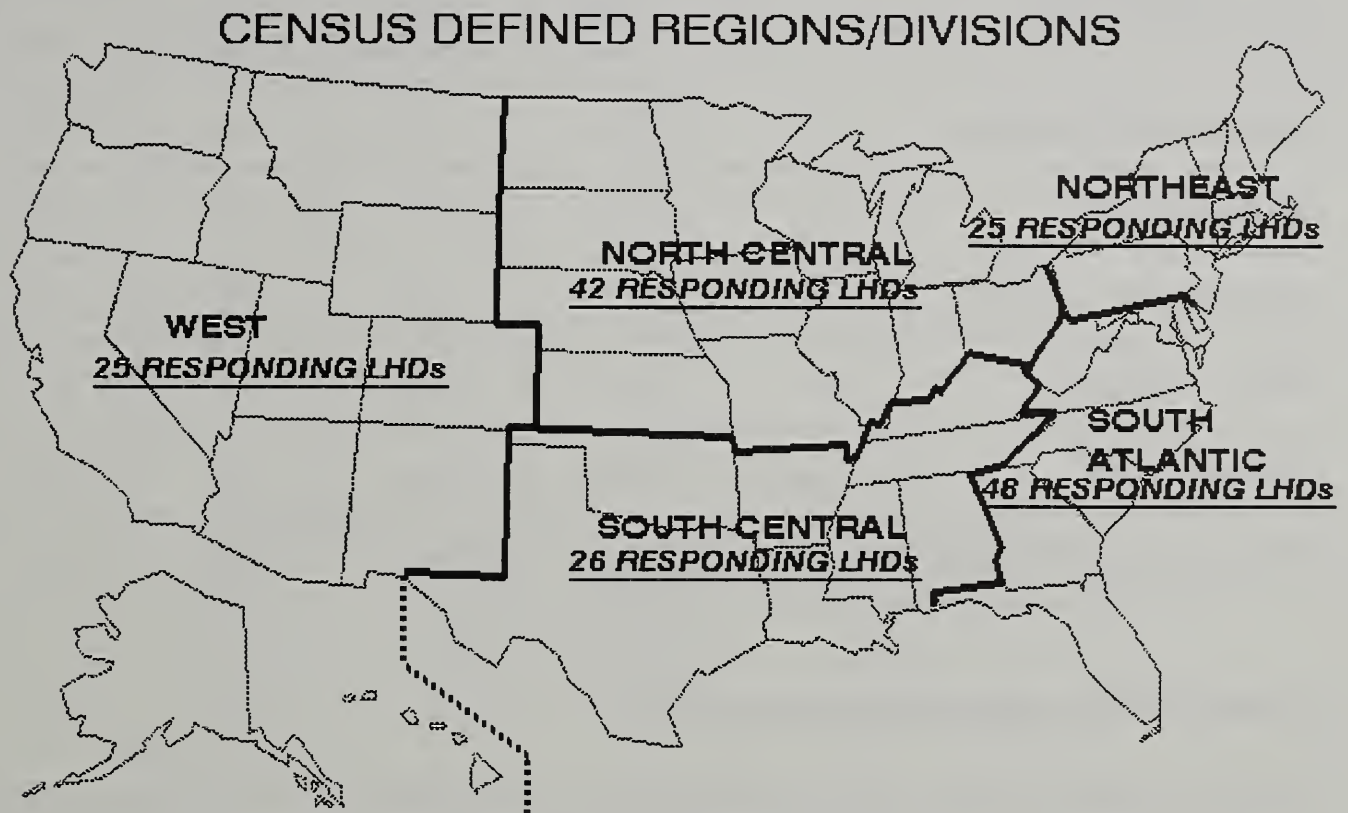 CENSUS DEFINED REGIONS/DIVISIONS
NORTHEAST
25 RESPONDING LHDs
NORTH CENTRAL
42 RESPONDING LHDs
WEST
25 RESPONDING LHDs
SOUTH
ATLANTIC
48 RESPONDING LHDs
SOUTH CENTRAL
26 RESPONDING LHDs